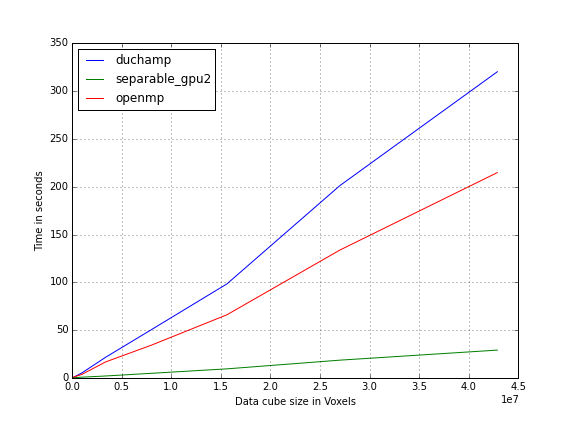 350
300
250
200
150
100
50
0
Time in seconds
duchamp
separable_gpu2
openmp
0.0 0.5 1.0 1.5 2.0 2.5 3.0 3.5 4.0 4.5
1e7
Data cube size in Voxels